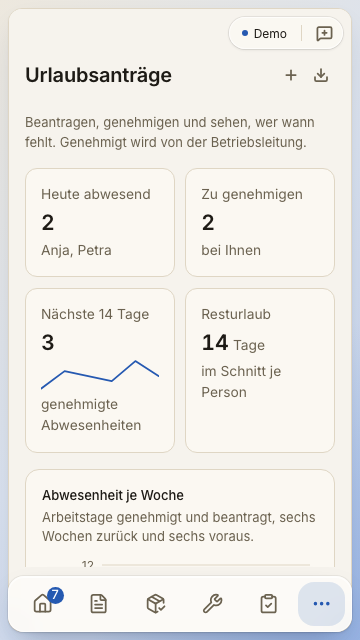 Demo
Urlaubsanträge
Beantragen, genehmigen und sehen, wer wann
fehlt. Genehmigt wird von der Betriebsleitung.
Heute abwesend
2
Anja, Petra
Zu genehmigen
2
bei Ihnen
Nächste 14 Tage
3
genehmigte
Abwesenheiten
Resturlaub
14 Tage
im Schnitt je
Person
Abwesenheit je Woche
Arbeitstage genehmigt und beantragt, sechs
Wochen zurück und sechs voraus.
12
7